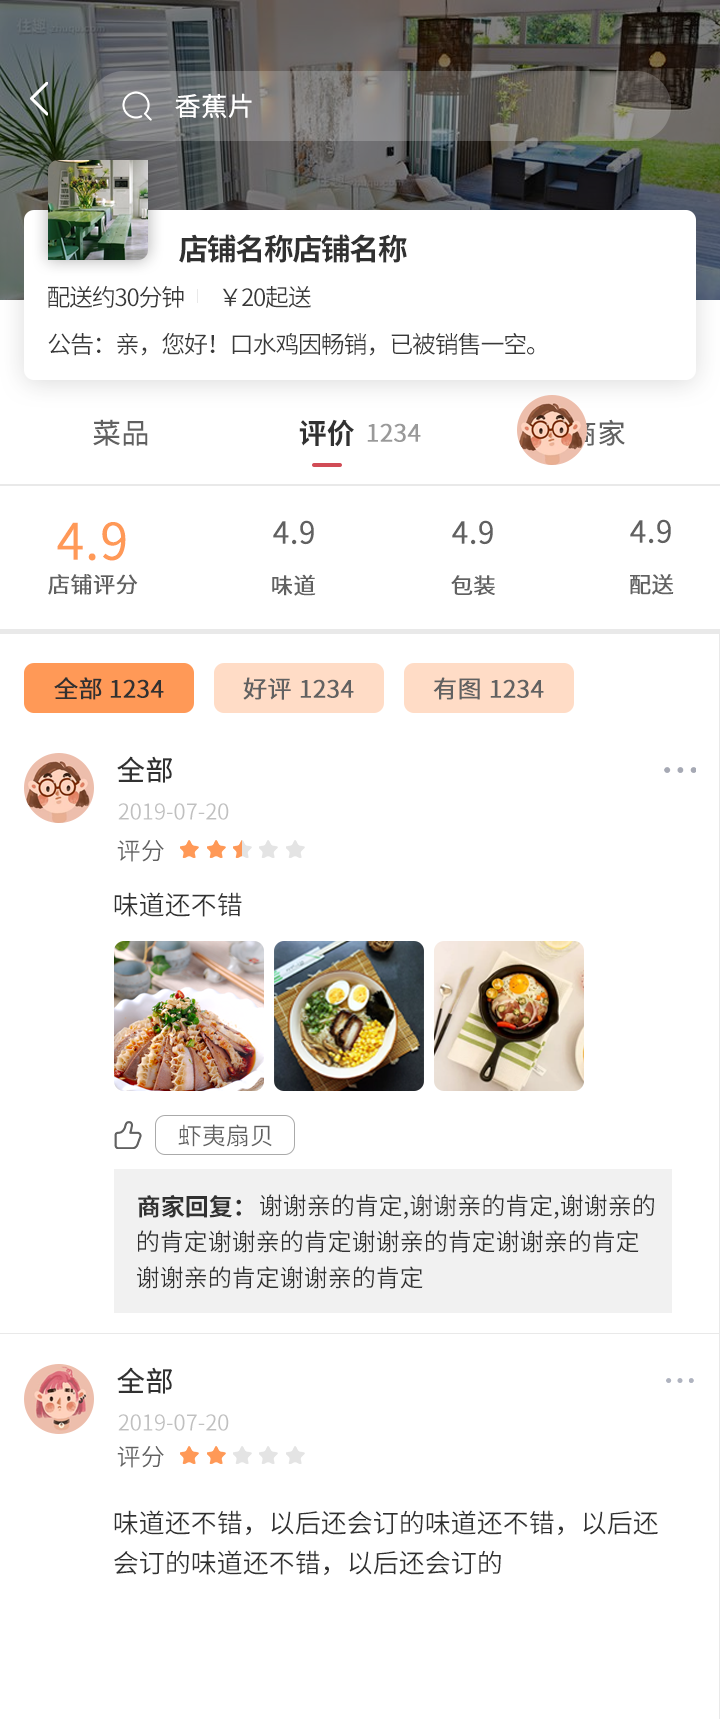 住趣 zhuqu.com
香蕉片
店铺名称店铺名称
配送约30分钟 ￥20起送
公告：亲，您好！口水鸡因畅销，已被销售一空。
菜品 评价 1234 商家
4.9 4.9 4.9 4.9
店铺评分 味道 包装 配送
全部 1234 好评 1234 有图 1234
全部
2019-07-20
评分
味道还不错
虾夷扇贝
商家回复：谢谢亲的肯定,谢谢亲的肯定,谢谢亲的
的肯定谢谢亲的肯定谢谢亲的肯定谢谢亲的肯定
谢谢亲的肯定谢谢亲的肯定
全部
2019-07-20
评分
味道还不错，以后还会订的味道还不错，以后还
会订的味道还不错，以后还会订的